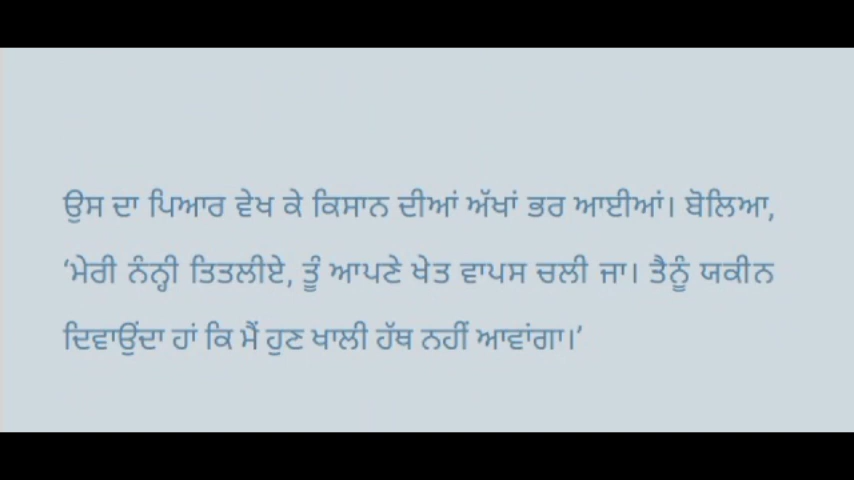 ਉਸ ਦਾ ਪਿਆਰ ਵੇਖ ਕੇ ਕਿਸਾਨ ਦੀਆਂ ਅੱਖਾਂ ਭਰ ਆਈਆਂ। ਬੋਲਿਆ,
‘ਮੇਰੀ ਨੰਨ੍ਹੀ ਤਿਤਲੀਏ, ਤੂੰ ਆਪਣੇ ਖੇਤ ਵਾਪਸ ਚਲੀ ਜਾ। ਤੈਨੂੰ ਯਕੀਨ
ਦਿਵਾਉਂਦਾ ਹਾਂ ਕਿ ਮੈਂ ਹੁਣ ਖਾਲੀ ਹੱਥ ਨਹੀਂ ਆਵਾਂਗਾ।’